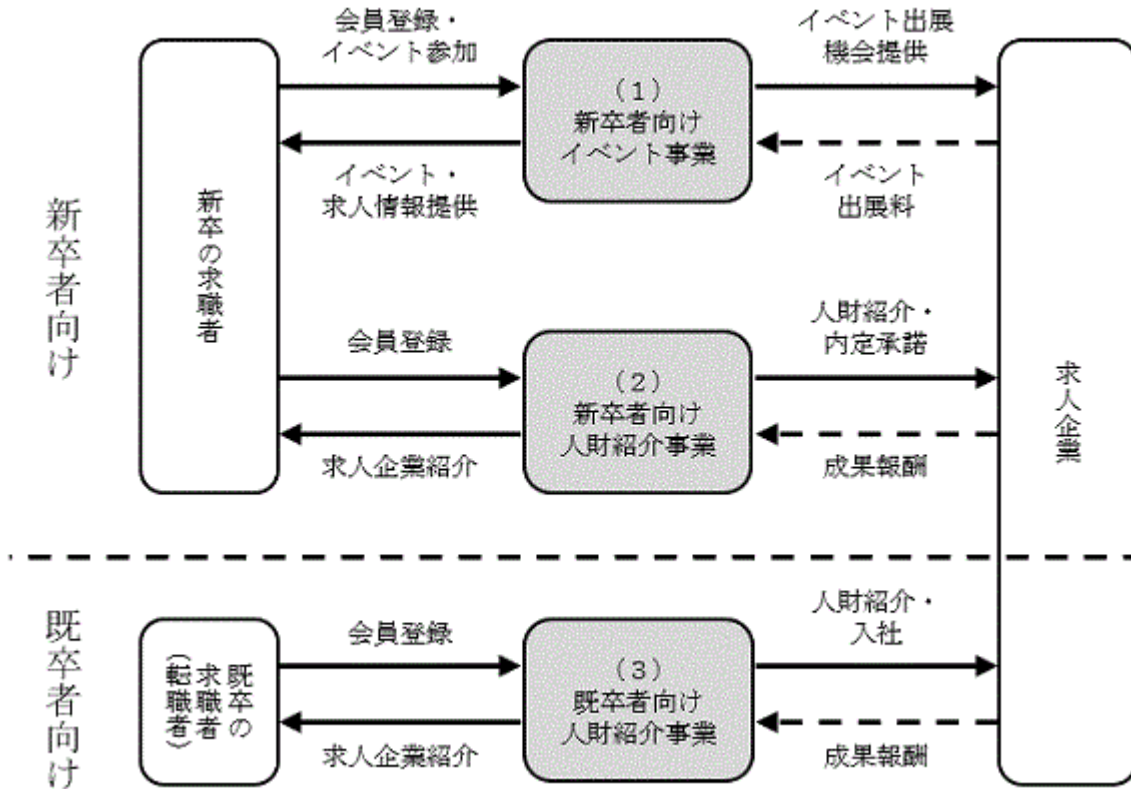 新卒者向け
新卒の求職者
会員登録・
イベント参加
イベント・
求人情報提供
（１）
新卒者向け
イベント事業
イベント出展
機会提供
イベント
出展料
会員登録
求人企業紹介
（２）
新卒者向け
人財紹介事業
人財紹介・
内定承諾
成果報酬
求人企業
既卒者向け
既卒の
求職者
（転職者）
会員登録
求人企業紹介
（３）
既卒者向け
人財紹介事業
人財紹介・
入社
成果報酬